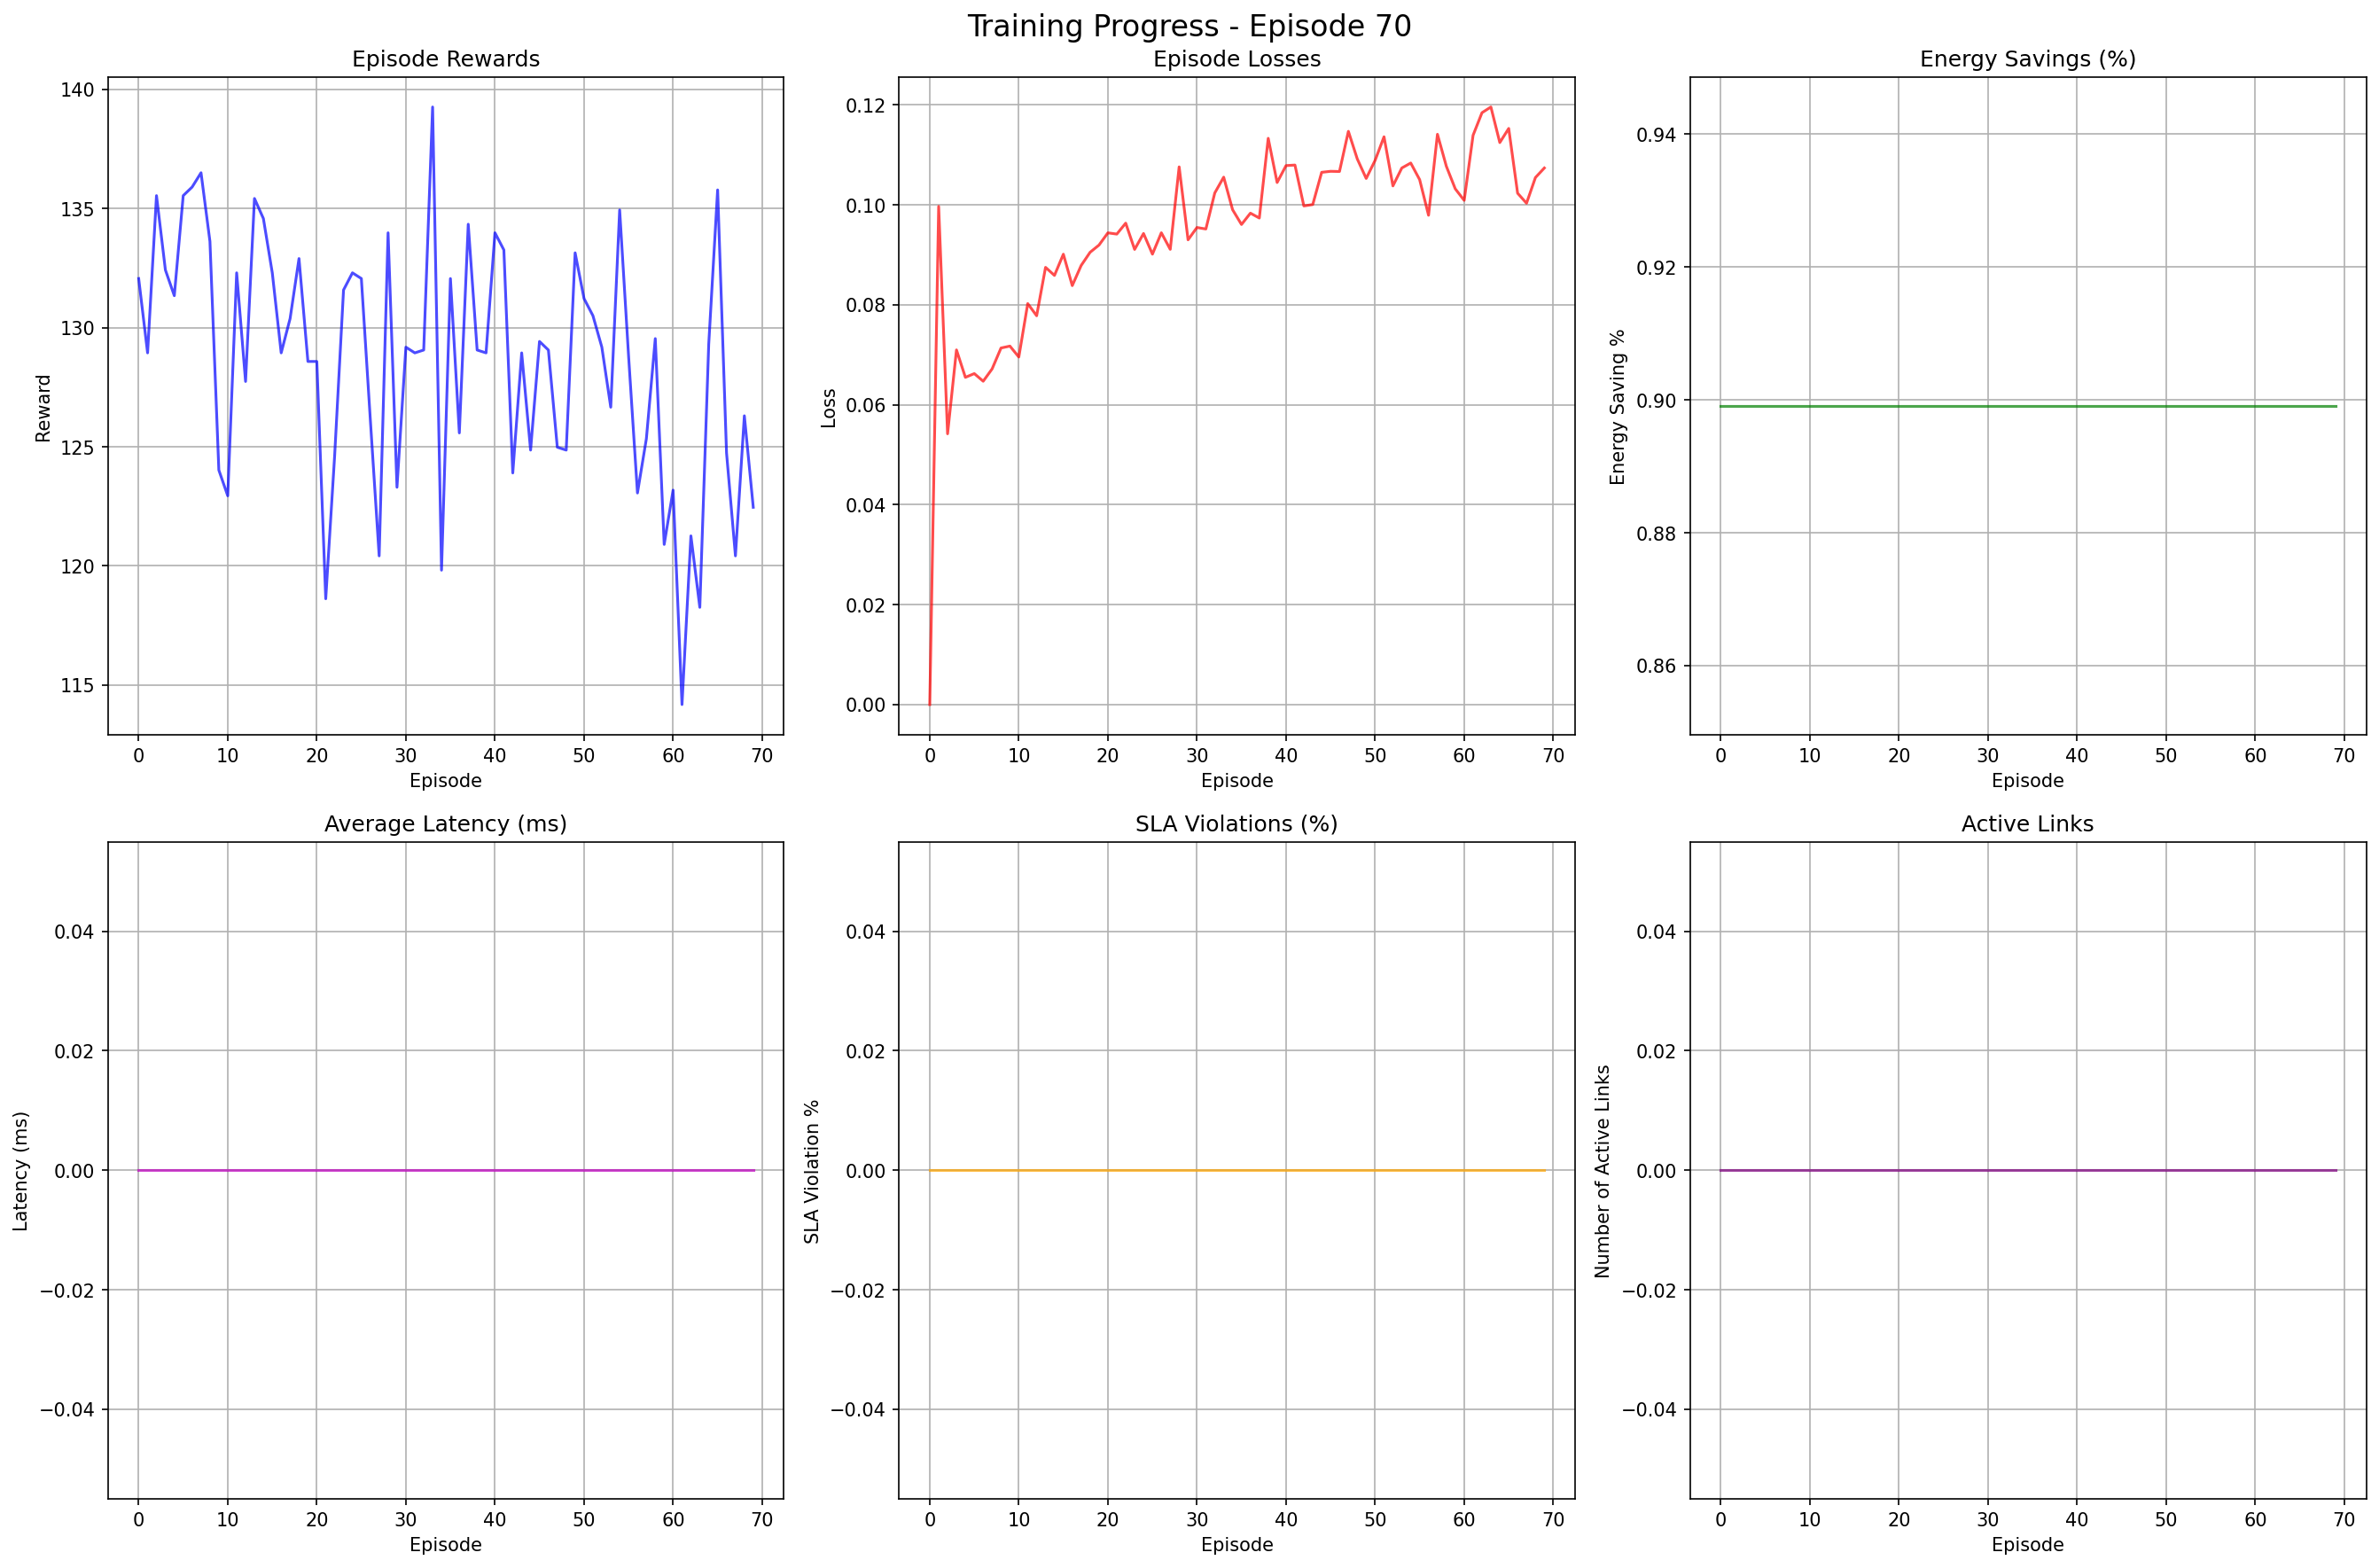 Training Progress - Episode 70
Episode Rewards
Reward
140
135
130
125
120
115
0 10 20 30 40 50 60 70
Episode
Episode Losses
Loss
0.12
0.10
0.08
0.06
0.04
0.02
0.00
0 10 20 30 40 50 60 70
Episode
Energy Savings (%)
Energy Saving %
0.94
0.92
0.90
0.88
0.86
0 10 20 30 40 50 60 70
Episode
Average Latency (ms)
Latency (ms)
0.04
0.02
0.00
−0.02
−0.04
0 10 20 30 40 50 60 70
Episode
SLA Violations (%)
SLA Violation %
0.04
0.02
0.00
−0.02
−0.04
0 10 20 30 40 50 60 70
Episode
Active Links
Number of Active Links
0.04
0.02
0.00
−0.02
−0.04
0 10 20 30 40 50 60 70
Episode